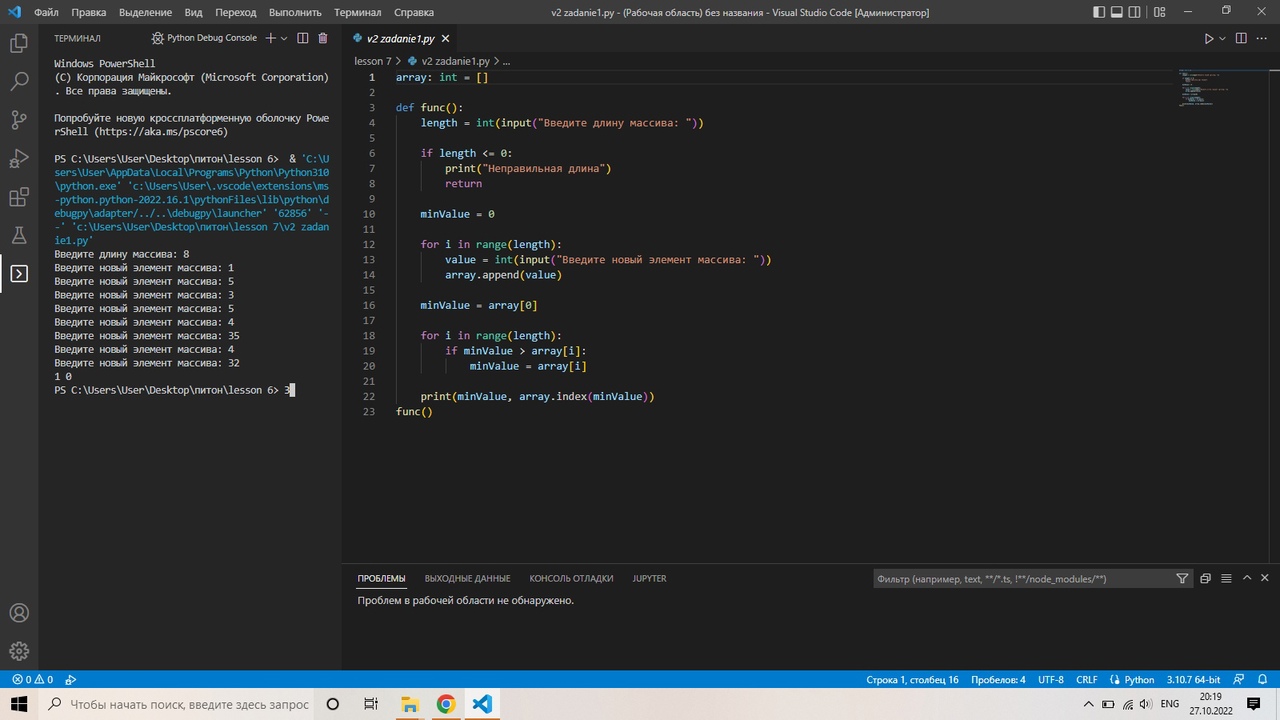 Файл Правка Выделение Вид Переход Выполнить Терминал Справка v2 zadanie1.py - (Рабочая область) без названия - Visual Studio Code [Администратор]
ТЕРМИНАЛ Python Debug Console
Windows PowerShell
(C) Корпорация Майкрософт (Microsoft Corporation)
. Все права защищены.
Попробуйте новую кроссплатформенную оболочку Powe
rShell (https://aka.ms/pscore6)
PS C:\Users\User\Desktop\питон\lesson 6> & 'C:\U
sers\User\AppData\Local\Programs\Python\Python310
\python.exe' 'c:\Users\User\.vscode\extensions\ms
-python.python-2022.16.1\pythonFiles\lib\python\d
ebugpy\adapter/../..\debugpy\launcher' '62856' '-
-' 'c:\Users\User\Desktop\питон\lesson 7\v2 zadan
ie1.py'
Введите длину массива: 8
Введите новый элемент массива: 1
Введите новый элемент массива: 5
Введите новый элемент массива: 3
Введите новый элемент массива: 5
Введите новый элемент массива: 4
Введите новый элемент массива: 35
Введите новый элемент массива: 4
Введите новый элемент массива: 32
1 0
PS C:\Users\User\Desktop\питон\lesson 6> 3
v2 zadanie1.py
lesson 7 > v2 zadanie1.py > ...
1 array: int = []
2
3 def func():
4 length = int(input("Введите длину массива: "))
5
6 if length <= 0:
7 print("Неправильная длина")
8 return
9
10 minValue = 0
11
12 for i in range(length):
13 value = int(input("Введите новый элемент массива: "))
14 array.append(value)
15
16 minValue = array[0]
17
18 for i in range(length):
19 if minValue > array[i]:
20 minValue = array[i]
21
22 print(minValue, array.index(minValue))
23 func()
ПРОБЛЕМЫ ВЫХОДНЫЕ ДАННЫЕ КОНСОЛЬ ОТЛАДКИ JUPYTER Фильтр (например, text, **/*.ts, !**/node_modules/**)
Проблем в рабочей области не обнаружено.
0 0 Строка 1, столбец 16 Пробелов: 4 UTF-8 CRLF Python 3.10.7 64-bit
Чтобы начать поиск, введите здесь запрос ENG 20:19
27.10.2022